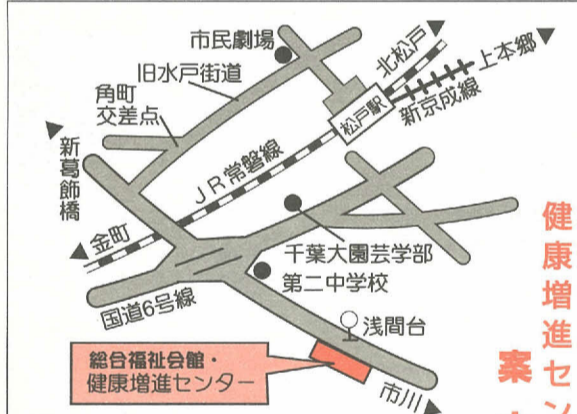 市民劇場
北松戸
上本郷
旧水戸街道
松戸駅
新京成線
角町
交差点
新葛飾橋
JR常磐線
金町
千葉大園芸学部
第二中学校
国道6号線
浅間台
総合福祉会館・
健康増進センター
市川
健康増進セン
案